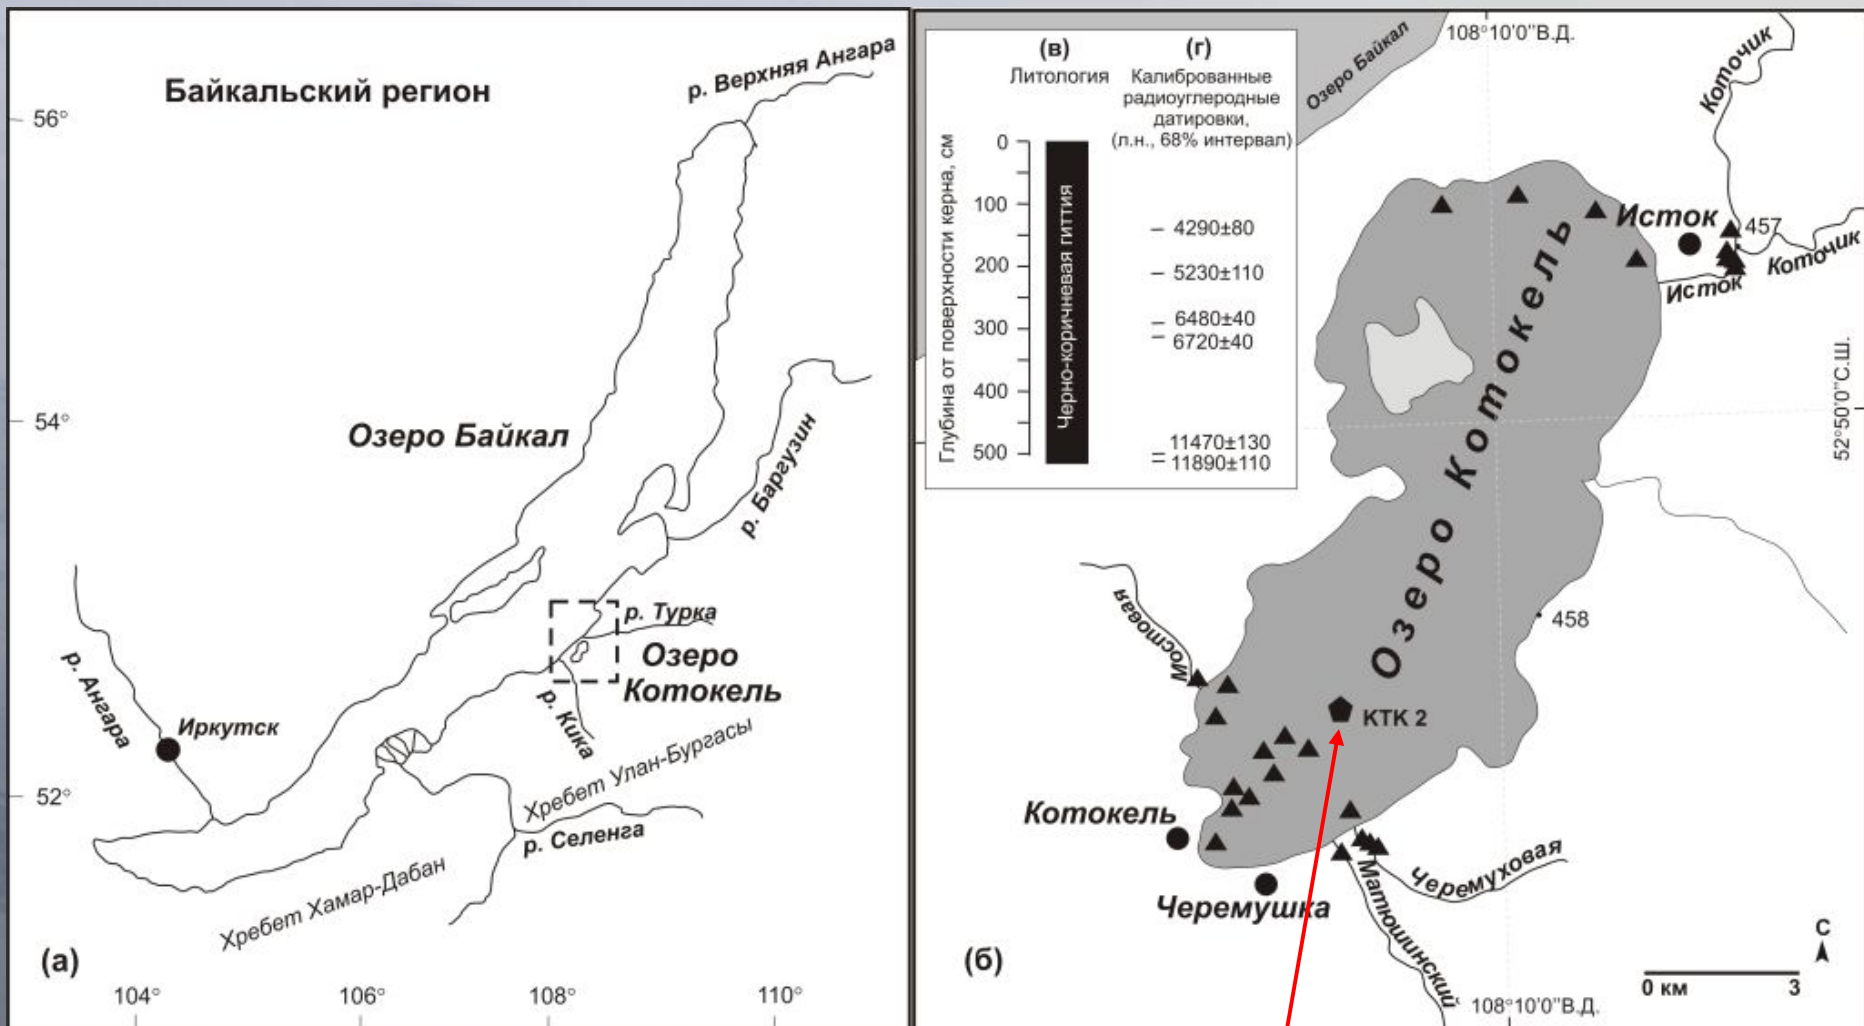 Байкальский регион
р. Верхняя Ангара
56°
54°
Озеро Байкал
р. Баргузин
р. Турка
Озеро
Котокель
р. Кика
р. Ангара
Иркутск
Хребет Улан-Бургасы
52°
р. Селенга
Хребет Хамар-Дабан
(а)
104°
106°
108°
110°
(в)
Литология
(г)
Калиброванные
радиоуглеродные
датировки,
(л.н., 68% интервал)
Глубина от поверхности керна, см
0
100
200
300
400
500
Черно-коричневая гиттия
4290±80
5230±110
6480±40
6720±40
11470±130
11890±110
Озеро Байкал
108°10'0"В.Д.
Коточик
Исток
457
Коточик
Исток
Озеро Котокель
52°50'0"С.Ш.
Мостовая
458
КТК 2
Котокель
Черемушка
Черемуховая
Матюшинский
(б)
С
0 км 3
108°10'0"В.Д.